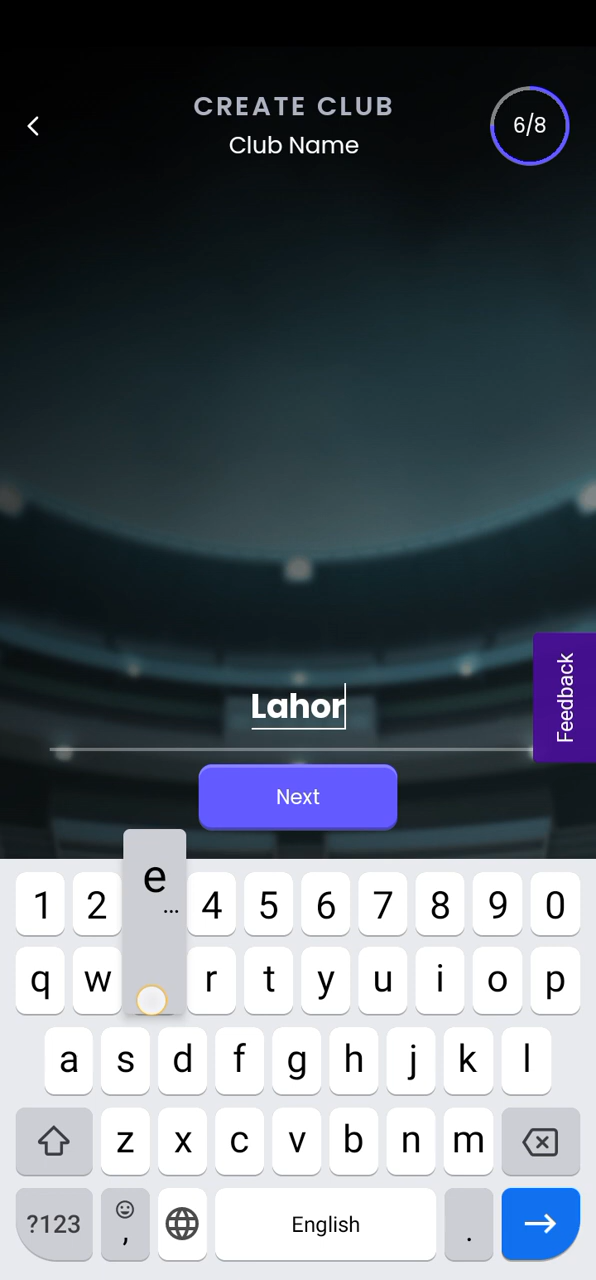 CREATE CLUB
Club Name
6/8
Lahor
Feedback
Next
e
...
1 2 4 5 6 7 8 9 0
q w r t y u i o p
a s d f g h j k l
z x c v b n m
?123 , English .